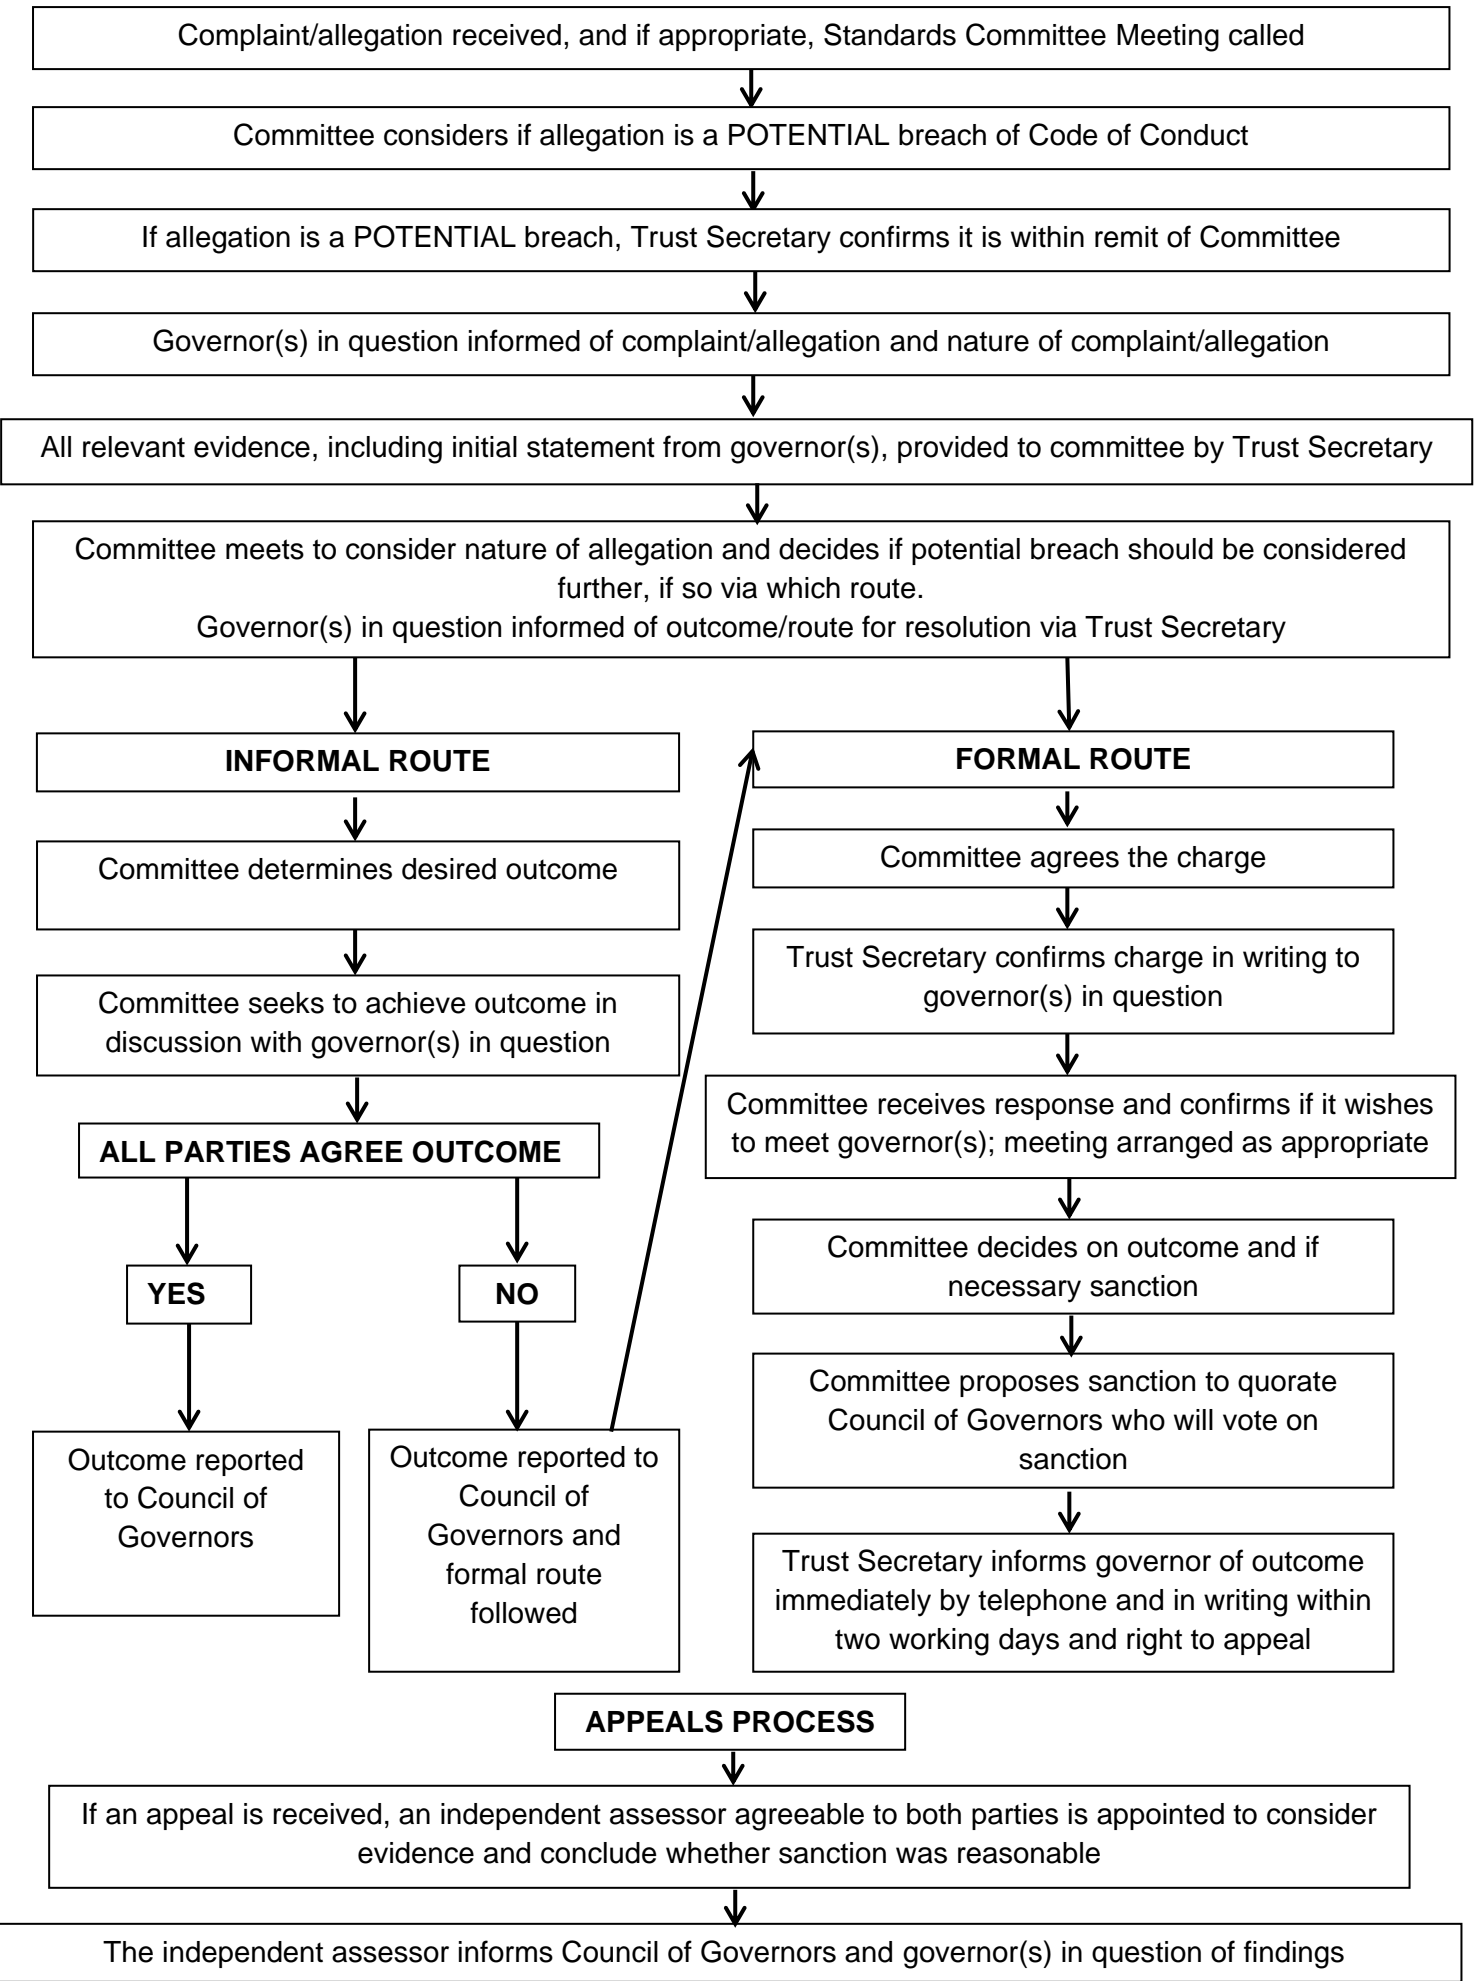 Complaint/allegation received, and if appropriate, Standards Committee Meeting called
Committee considers if allegation is a POTENTIAL breach of Code of Conduct
If allegation is a POTENTIAL breach, Trust Secretary confirms it is within remit of Committee
Governor(s) in question informed of complaint/allegation and nature of complaint/allegation
All relevant evidence, including initial statement from governor(s), provided to committee by Trust Secretary
Committee meets to consider nature of allegation and decides if potential breach should be considered
further, if so via which route.
Governor(s) in question informed of outcome/route for resolution via Trust Secretary
INFORMAL ROUTE
Committee determines desired outcome
Committee seeks to achieve outcome in
discussion with governor(s) in question
ALL PARTIES AGREE OUTCOME
YES
NO
Outcome reported
to Council of
Governors
Outcome reported to
Council of
Governors and
formal route
followed
FORMAL ROUTE
Committee agrees the charge
Trust Secretary confirms charge in writing to
governor(s) in question
Committee receives response and confirms if it wishes
to meet governor(s); meeting arranged as appropriate
Committee decides on outcome and if
necessary sanction
Committee proposes sanction to quorate
Council of Governors who will vote on
sanction
Trust Secretary informs governor of outcome
immediately by telephone and in writing within
two working days and right to appeal
APPEALS PROCESS
If an appeal is received, an independent assessor agreeable to both parties is appointed to consider
evidence and conclude whether sanction was reasonable
The independent assessor informs Council of Governors and governor(s) in question of findings